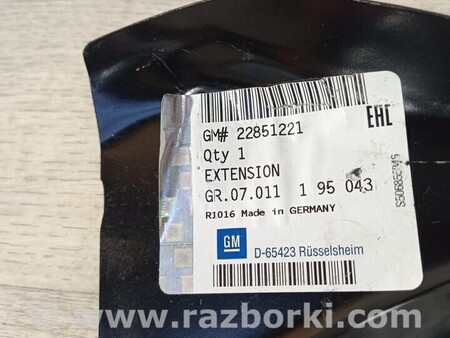 GM# 22851221
Qty 1
EXTENSION
GR.07.011 1 95 043
R1016 Made in GERMANY
GM
D-65423 Rüsselsheim
EAC
www.razborki.com